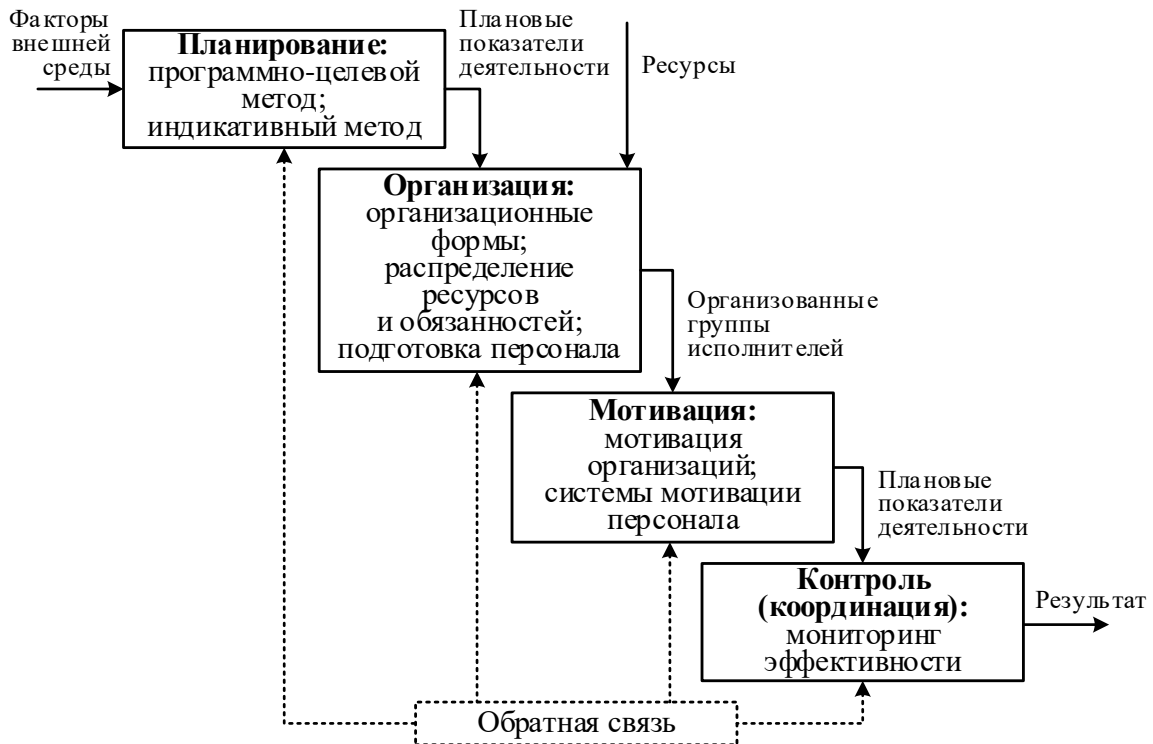 Факторы
внешней
среды
Планирование:
программно-целевой
метод;
индикативный метод
Плановые
показатели
деятельности
Ресурсы
Организация:
организационные
формы;
распределение
ресурсов
и обязанностей;
подготовка персонала
Организованные
группы
исполнителей
Мотивация:
мотивация
организаций;
системы мотивации
персонала
Плановые
показатели
деятельности
Контроль
(координация):
мониторинг
эффективности
Результат
Обратная связь